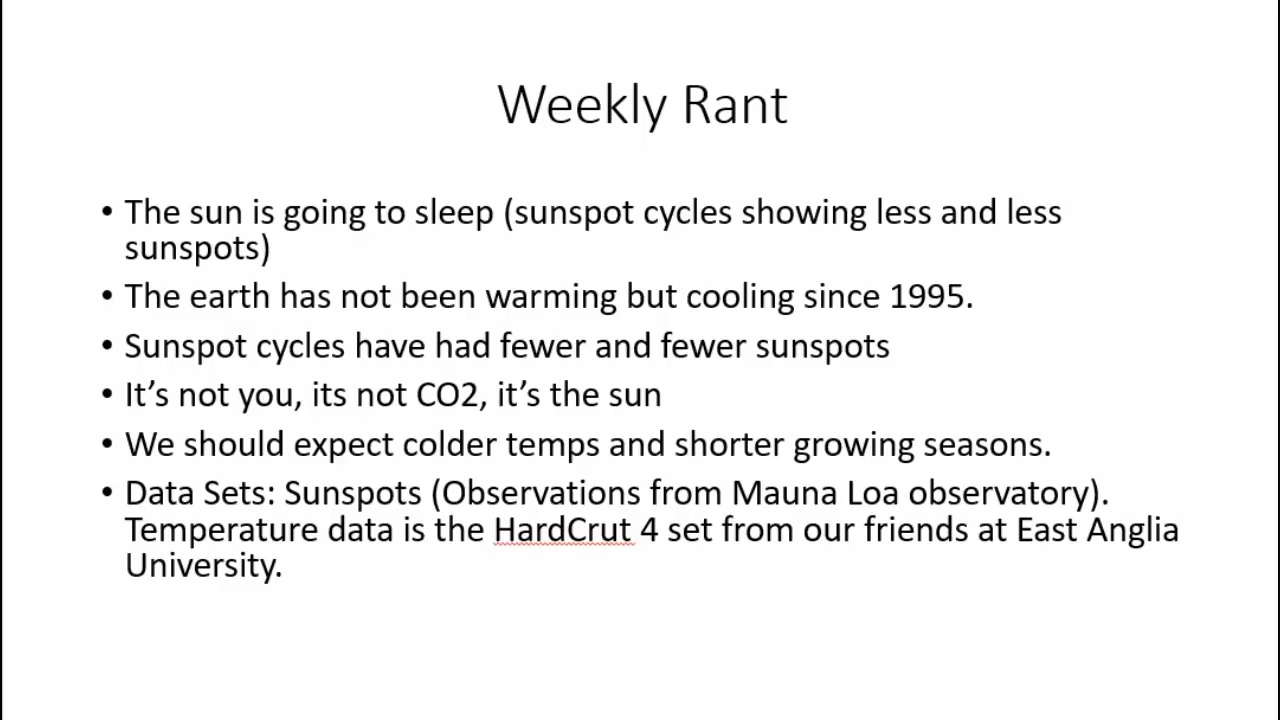 Weekly Rant
• The sun is going to sleep (sunspot cycles showing less and less
sunspots)
• The earth has not been warming but cooling since 1995.
• Sunspot cycles have had fewer and fewer sunspots
• It’s not you, its not CO2, it’s the sun
• We should expect colder temps and shorter growing seasons.
• Data Sets: Sunspots (Observations from Mauna Loa observatory).
Temperature data is the HardCrut 4 set from our friends at East Anglia
University.